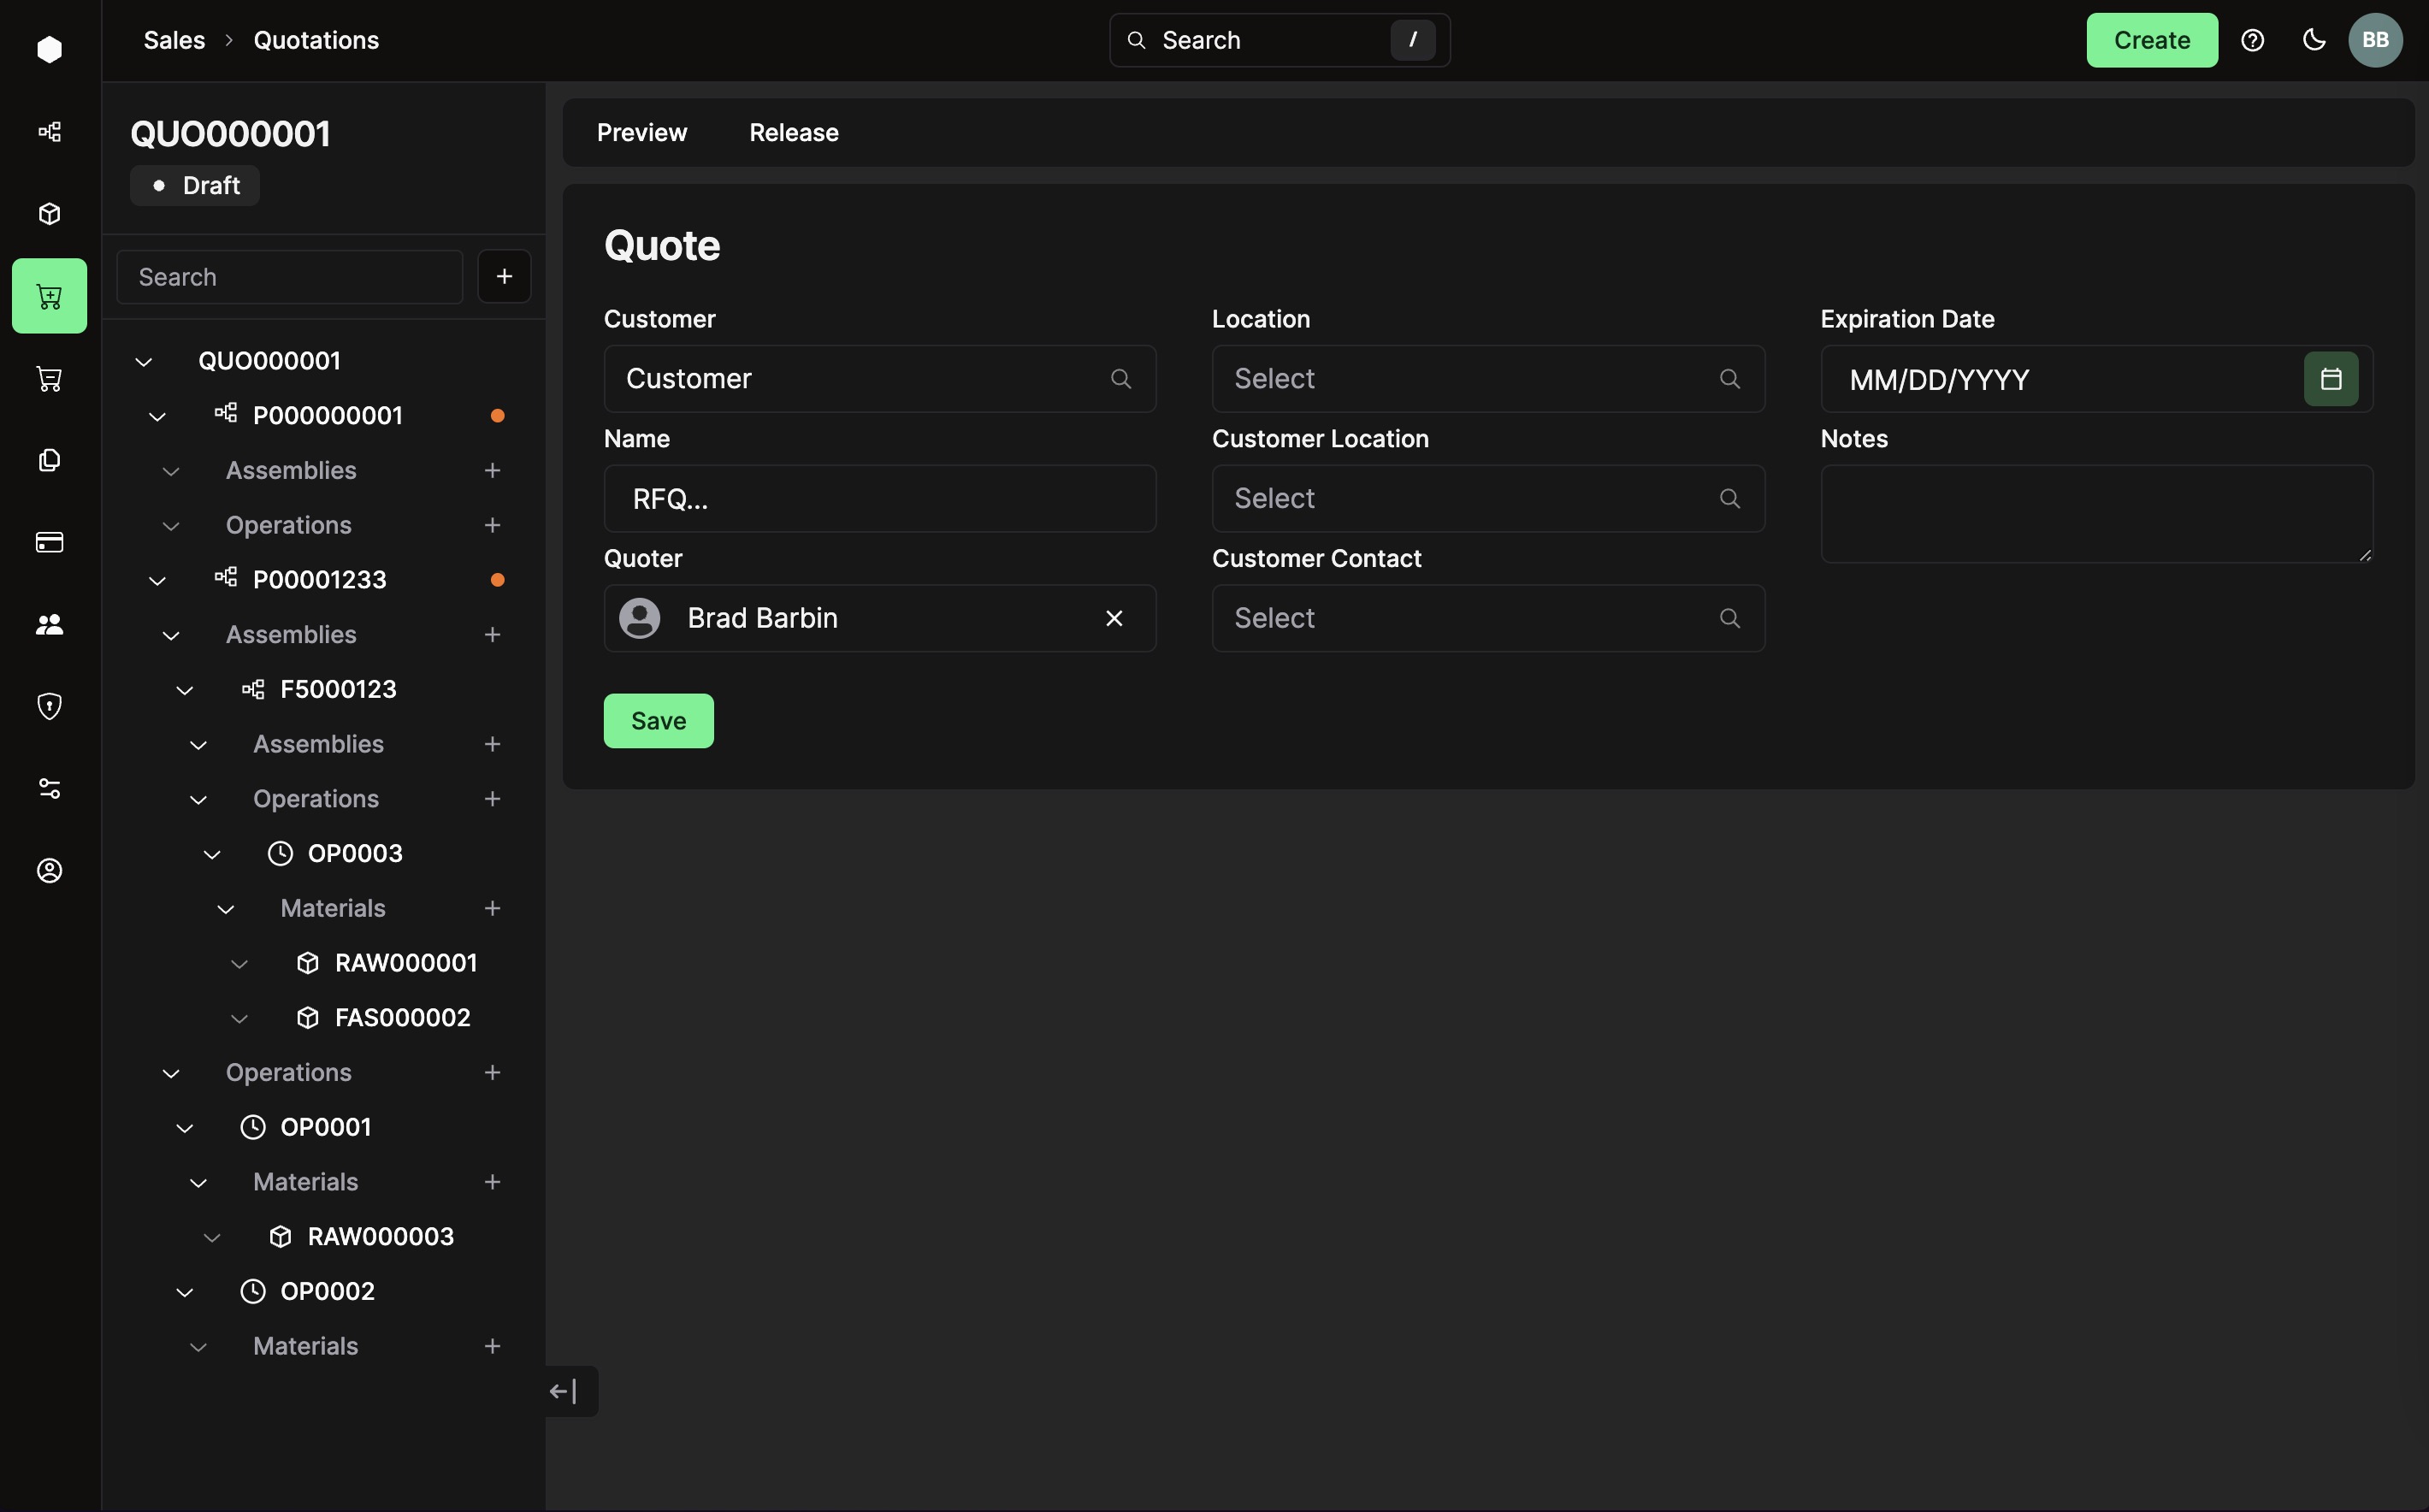 Sales > Quotations
Search /
Create
BB
QUO000001
Draft
Search
QUO000001
P000000001
Assemblies
Operations
P00001233
Assemblies
F5000123
Assemblies
Operations
OP0003
Materials
RAW000001
FAS000002
Operations
OP0001
Materials
RAW000003
OP0002
Materials
Preview Release
Quote
Customer
Customer
Name
RFQ...
Quoter
Brad Barbin
Location
Select
Customer Location
Select
Customer Contact
Select
Expiration Date
MM/DD/YYYY
Notes
Save